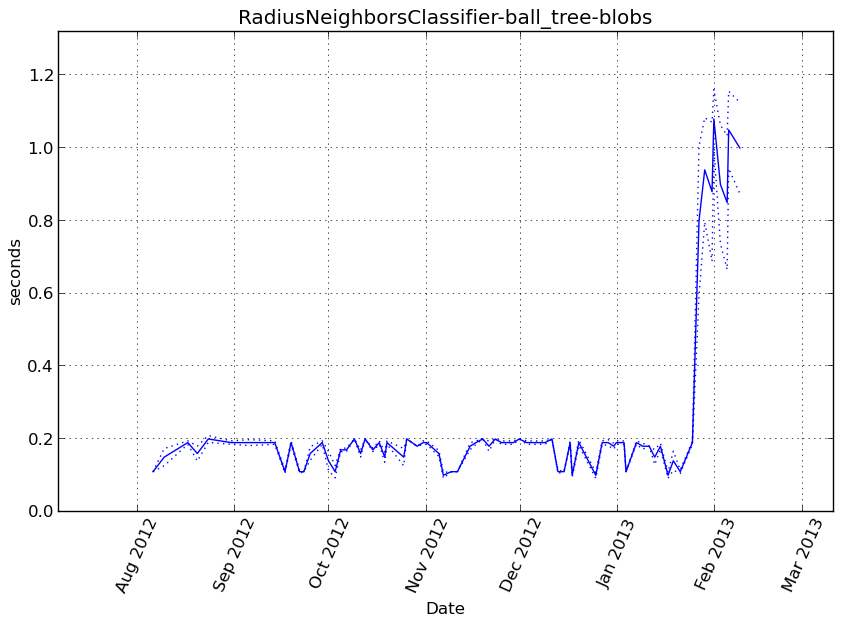 RadiusNeighborsClassifier-ball_tree-blobs
1.2
1.0
0.8
0.6
0.4
0.2
0.0
seconds
Aug 2012
Sep 2012
Oct 2012
Nov 2012
Dec 2012
Jan 2013
Feb 2013
Mar 2013
Date